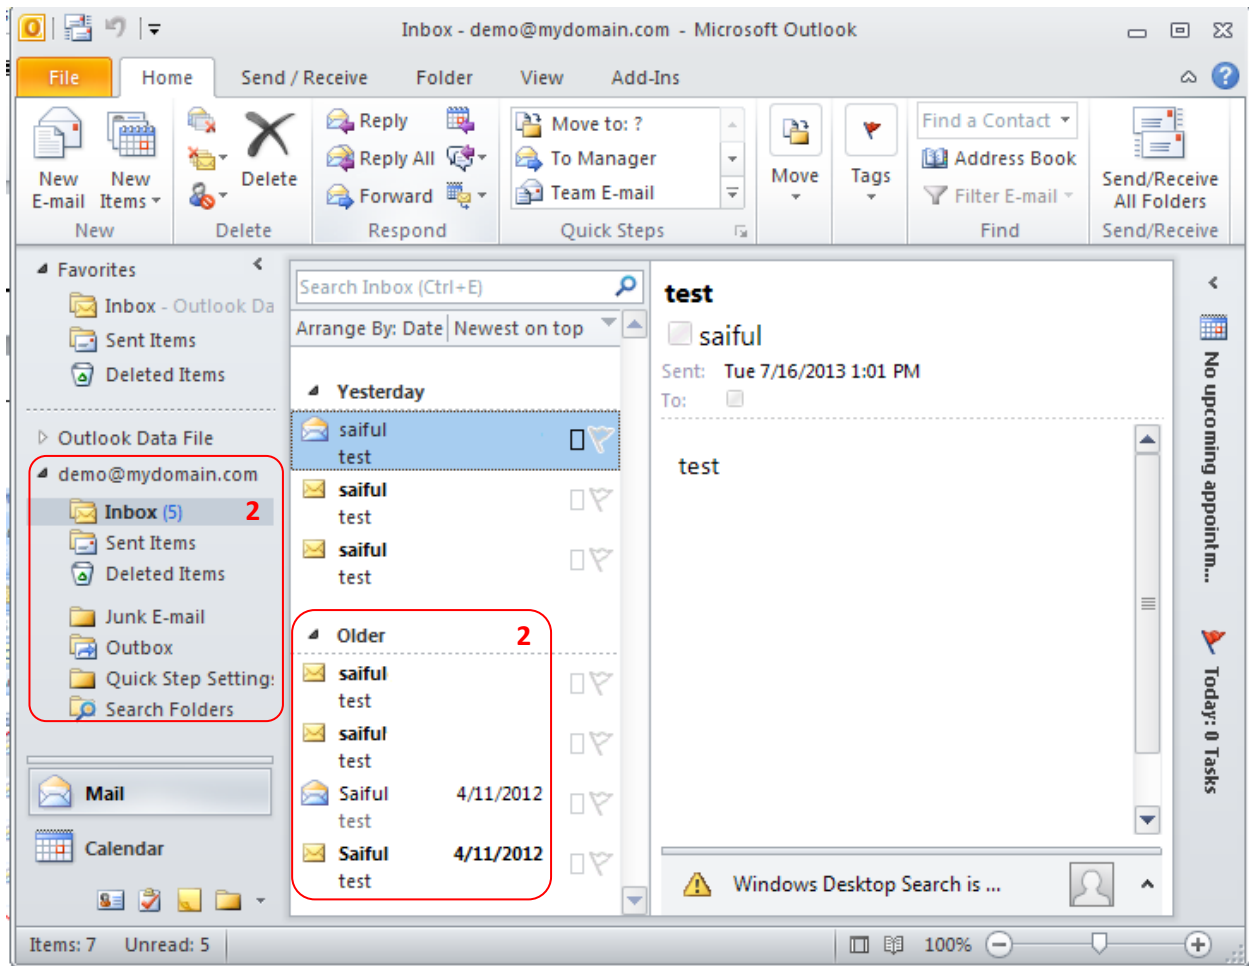 Inbox - demo@mydomain.com - Microsoft Outlook
File Home Send / Receive Folder View Add-Ins
New E-mail
New Items
New
Delete
Delete
Reply
Reply All
Forward
Respond
Move to: ?
To Manager
Team E-mail
Quick Steps
Move
Tags
Find a Contact
Address Book
Filter E-mail
Find
Send/Receive
All Folders
Send/Receive
Favorites
Inbox - Outlook Da
Sent Items
Deleted Items
Outlook Data File
demo@mydomain.com
Inbox (5) 2
Sent Items
Deleted Items
Junk E-mail
Outbox
Quick Step Settings
Search Folders
Mail
Calendar
Search Inbox (Ctrl+E)
Arrange By: Date Newest on top
Yesterday
saiful
test
saiful
test
saiful
test
Older 2
saiful
test
saiful
test
Saiful 4/11/2012
test
Saiful 4/11/2012
test
test
saiful
Sent: Tue 7/16/2013 1:01 PM
To:
test
Windows Desktop Search is ...
No upcoming appointm...
Today: 0 Tasks
Items: 7 Unread: 5
100%